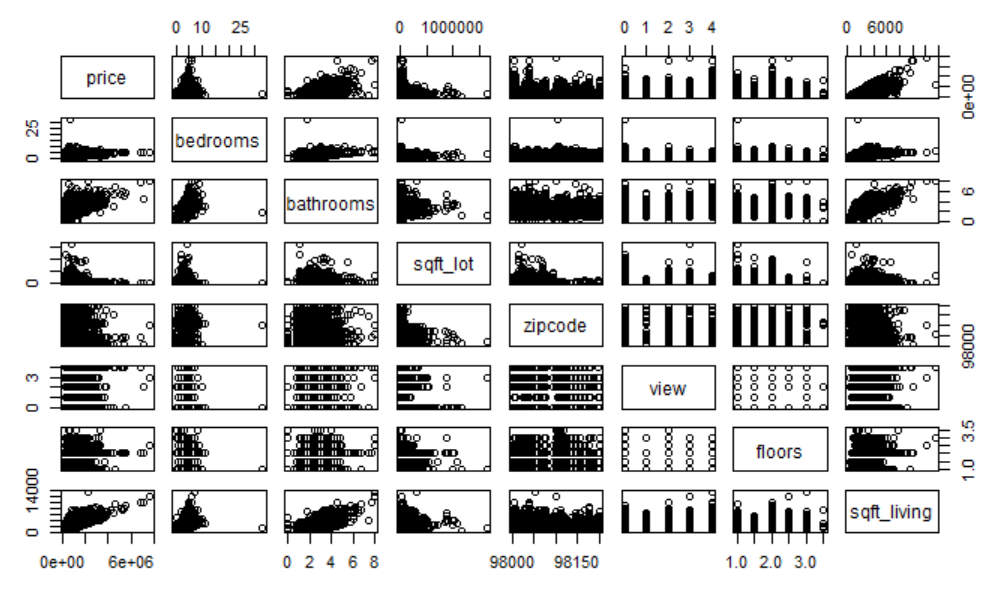 0 10 25
0 1000000
0 1 2 3 4
0 6000
price
0e+00
0 25
bedrooms
bathrooms
0 6
0
sqft_lot
zipcode
98000
0 3
view
floors
1.0 3.5
0 14000
sqft_living
0e+00 6e+06
0 2 4 6 8
98000 98150
1.0 2.0 3.0